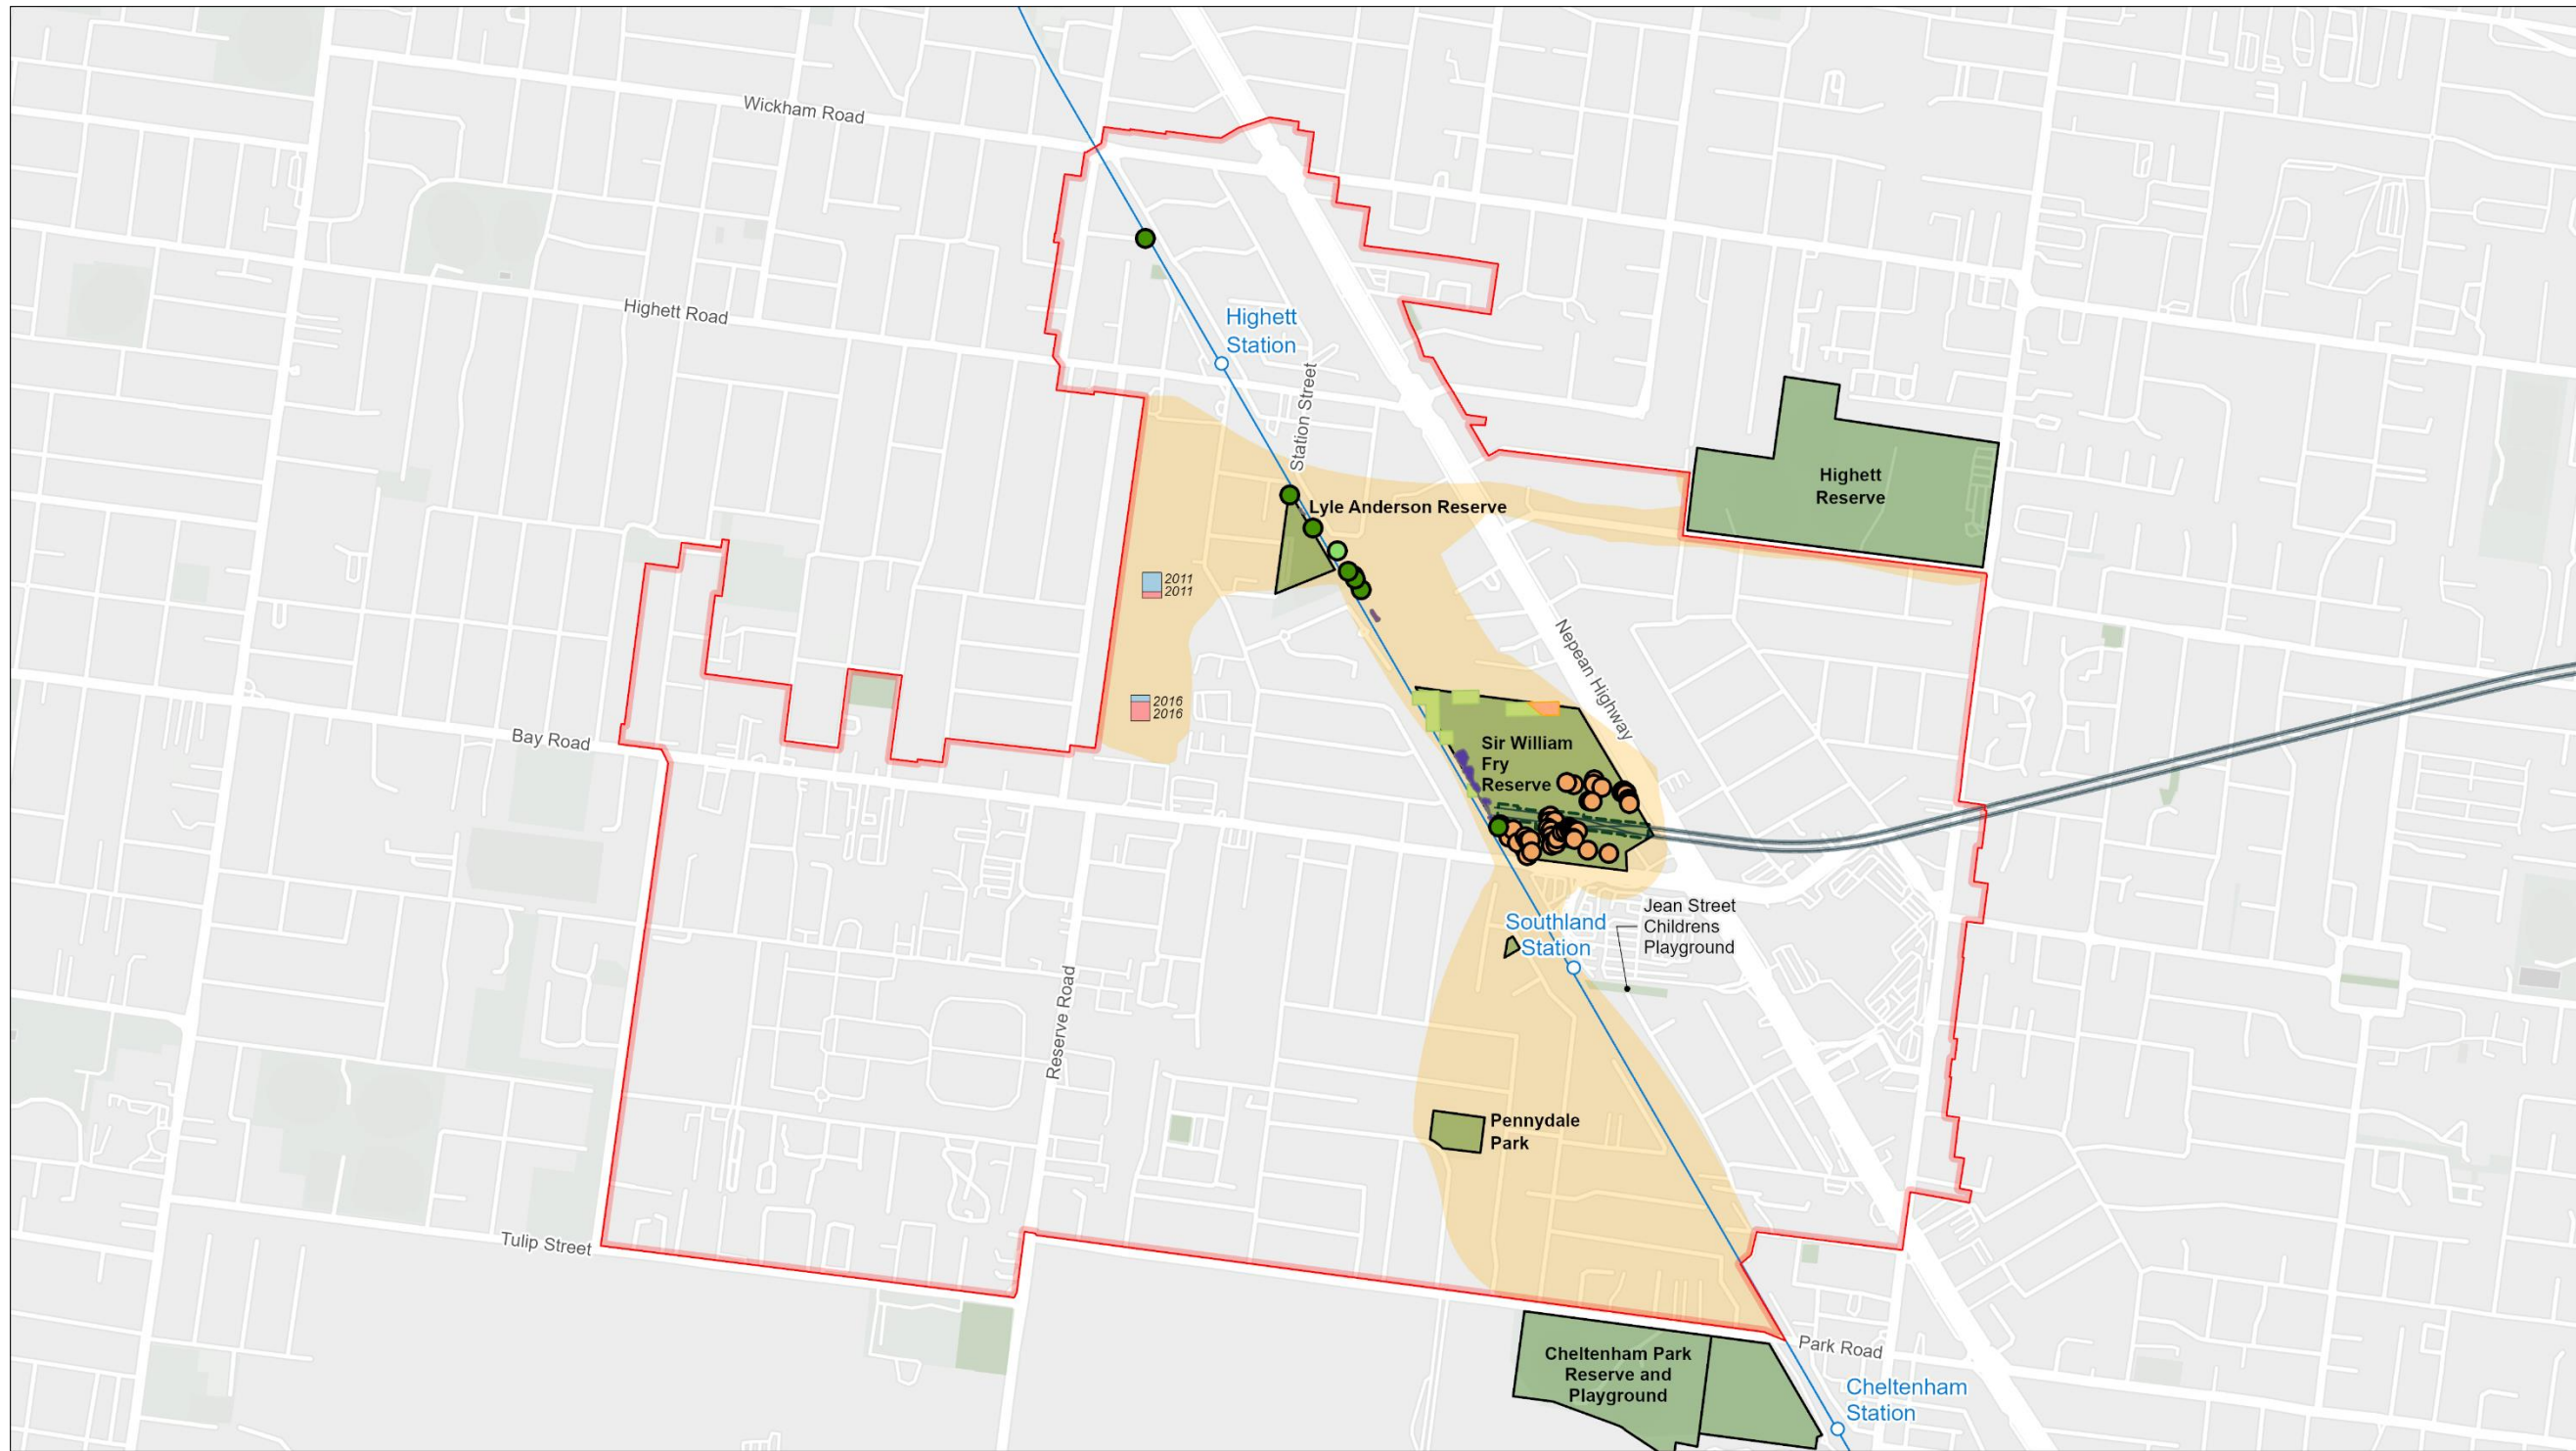 Wickham Road
Highett Road
Highett
Station
Station Street
Highett
Reserve
Lyle Anderson Reserve
2011
2011
Nepean Highway
2016
2016
Bay Road
Sir William
Fry
Reserve
Jean Street
Childrens
Playground
Southland
Station
Reserve Road
Pennydale
Park
Tulip Street
Park Road
Cheltenham Park
Reserve and
Playground
Cheltenham
Station